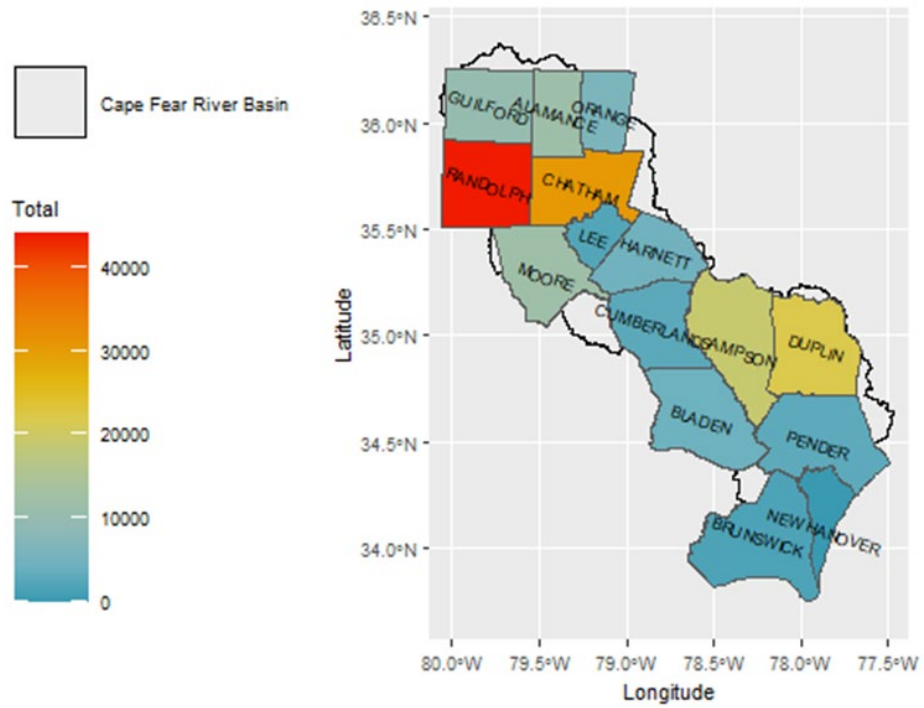 Cape Fear River Basin
Total
40000
30000
20000
10000
0
Latitude
36.5°N
36.0°N
35.5°N
35.0°N
34.5°N
34.0°N
GUILFORD
ALAMANCE
ORANGE
RANDOLPH
CHATHAM
LEE
HARNETT
MOORE
CUMBERLAND
SAMPSON
DUPLIN
BLADEN
PENDER
NEW HANOVER
BRUNSWICK
80.0°W 79.5°W 79.0°W 78.5°W 78.0°W 77.5°W
Longitude